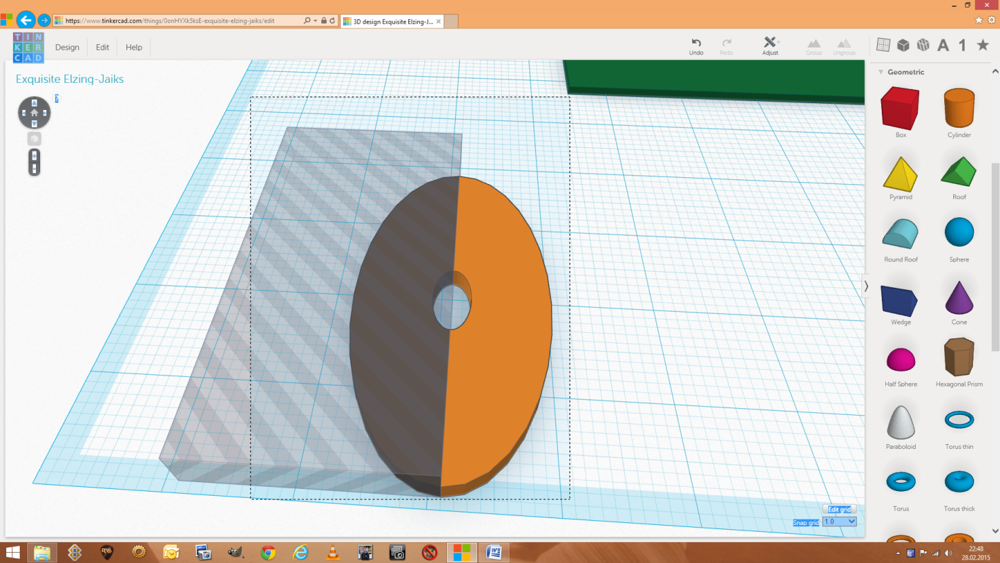 https://www.tinkercad.com/things/0onHYXk5ksE-exquisite-elzing-jaiks/edit
3D design Exquisite Elzing-J...
TIN
KER
CAD
Design Edit Help
Undo Redo Adjust Group Ungroup
A 1
Exquisite Elzing-Jaiks
?
Geometric
Box Cylinder
Pyramid Roof
Round Roof Sphere
Wedge Cone
Half Sphere Hexagonal Prism
Paraboloid Torus thin
Torus Torus thick
Edit grid
Snap grid 1.0
22:48
28.02.2015